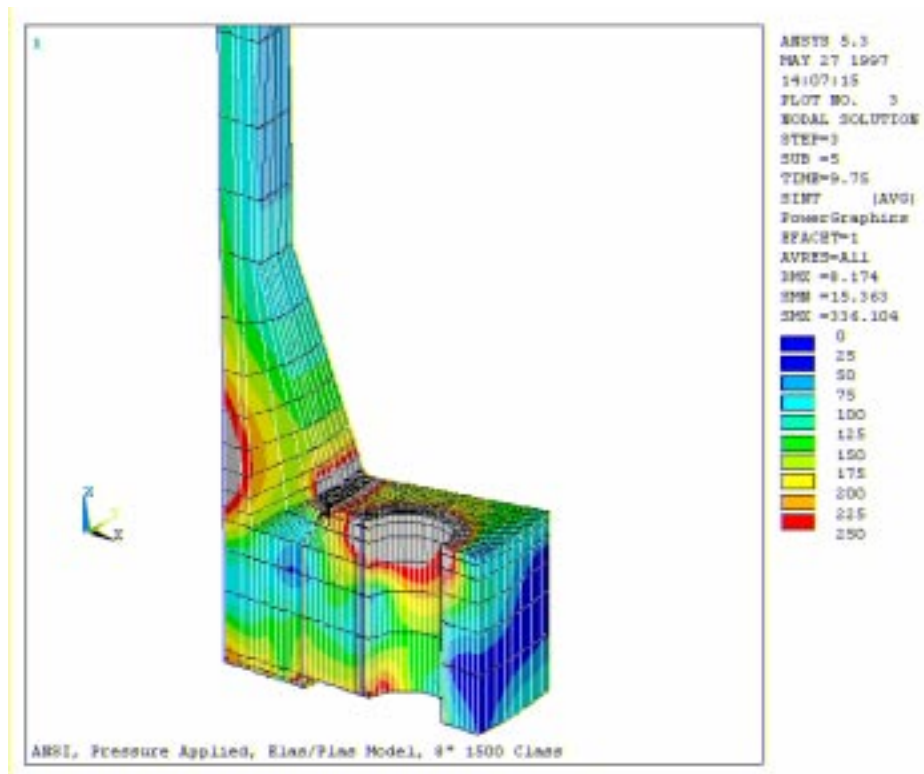 1
ANSYS 5.3
MAY 27 1997
14:07:15
PLOT NO. 3
NODAL SOLUTION
STEP=3
SUB =5
TIME=9.75
SINT (AVG)
PowerGraphics
EFACET=1
AVRES=All
DMX =8.174
SMN =15.363
SMX =336.104
0
25
50
75
100
125
150
175
200
225
250
Z
Y
X
ANSI, Pressure Applied, Elas/Plas Model, 8" 1500 Class